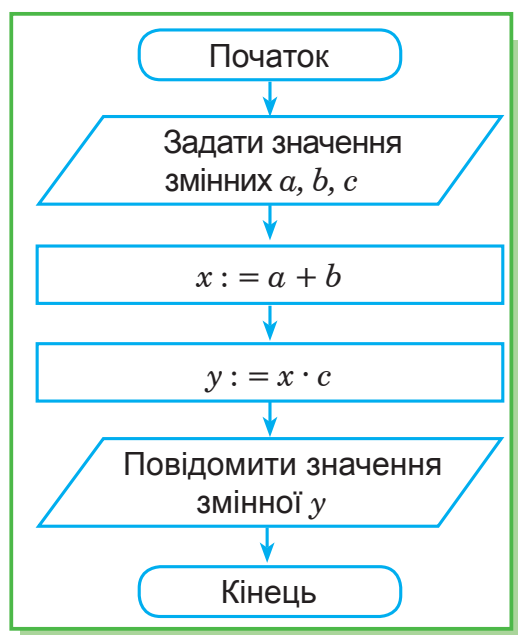 Початок
Задати значення
змінних a, b, c
x : = a + b
y : = x · c
Повідомити значення
змінної y
Кінець